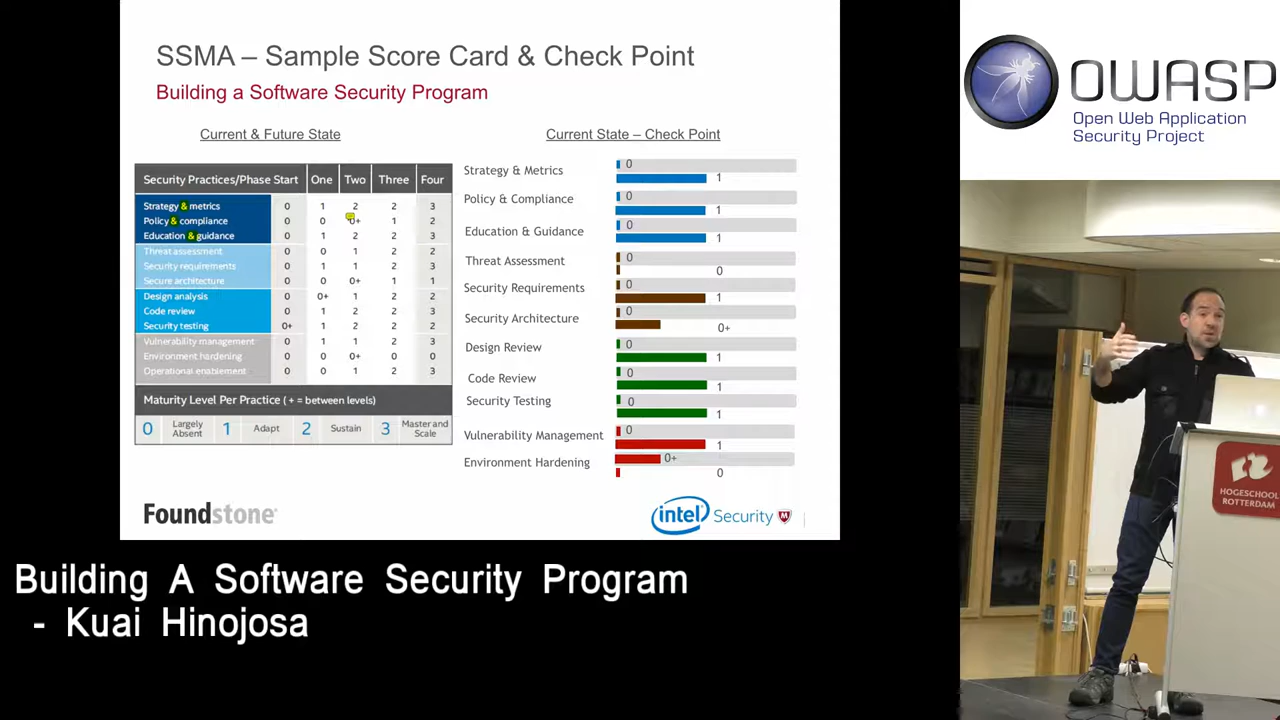 SSMA – Sample Score Card & Check Point
Building a Software Security Program
Current & Future State
Security Practices/Phase Start One Two Three Four
Strategy & metrics 0 1 2 2 3
Policy & compliance 0 0 0+ 1 2
Education & guidance 0 1 2 2 3
Threat assessment 0 0 1 2 2
Security requirements 0 1 1 2 3
Secure architecture 0 0 0+ 1 1
Design analysis 0 0+ 1 2 2
Code review 0 1 2 2 3
Security testing 0+ 1 2 2 2
Vulnerability management 0 1 1 2 3
Environment hardening 0 0 0+ 0 0
Operational enablement 0 0 1 2 3
Maturity Level Per Practice ( + = between levels)
0 Largely Absent 1 Adapt 2 Sustain 3 Master and Scale
Current State – Check Point
Strategy & Metrics 0
1
Policy & Compliance 0
1
Education & Guidance 0
1
Threat Assessment 0
0
Security Requirements 0
1
Security Architecture 0
0+
Design Review 0
1
Code Review 0
1
Security Testing 0
1
Vulnerability Management 0
1
Environment Hardening 0+
0
Foundstone
intel Security
Building A Software Security Program
- Kuai Hinojosa
OWASP
Open Web Application
Security Project
HOGESCHOOL
ROTTERDAM